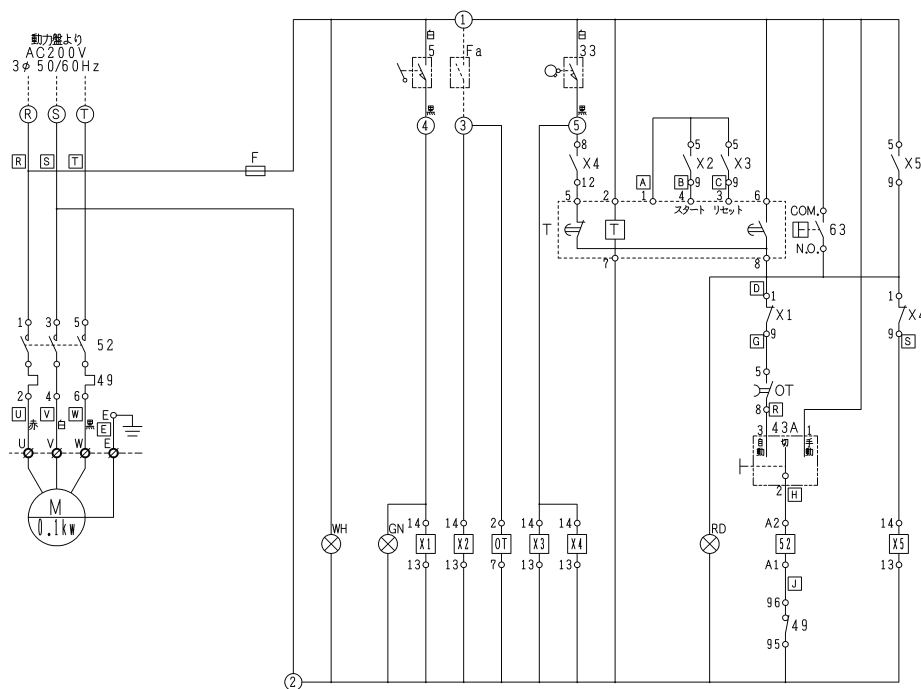 動力盤より
AC200V
3φ 50/60Hz
R S T
R S T
F
1 3 5
52
49
2 4 6
U V W
赤 白 黒
E
E
U V W E
M
0.1kw
1
2
白
5
黒
4
Fa
3
白
33
黒
5
8
X4
12
5 2 1 4 3 6
A B C
5
X2
9
5
X3
9
スタート リセット
T
T
7 8
COM.
63
N.O.
5
X5
9
D
1
X1
G
9
5
OT
8
R
43A
3 切 1
自動
手動
2
H
A2
52
A1
J
96
49
95
1
X4
9
S
WH
GN
14
X1
13
14
X2
13
2
OT
7
14
X3
13
14
X4
13
RD
14
X5
13